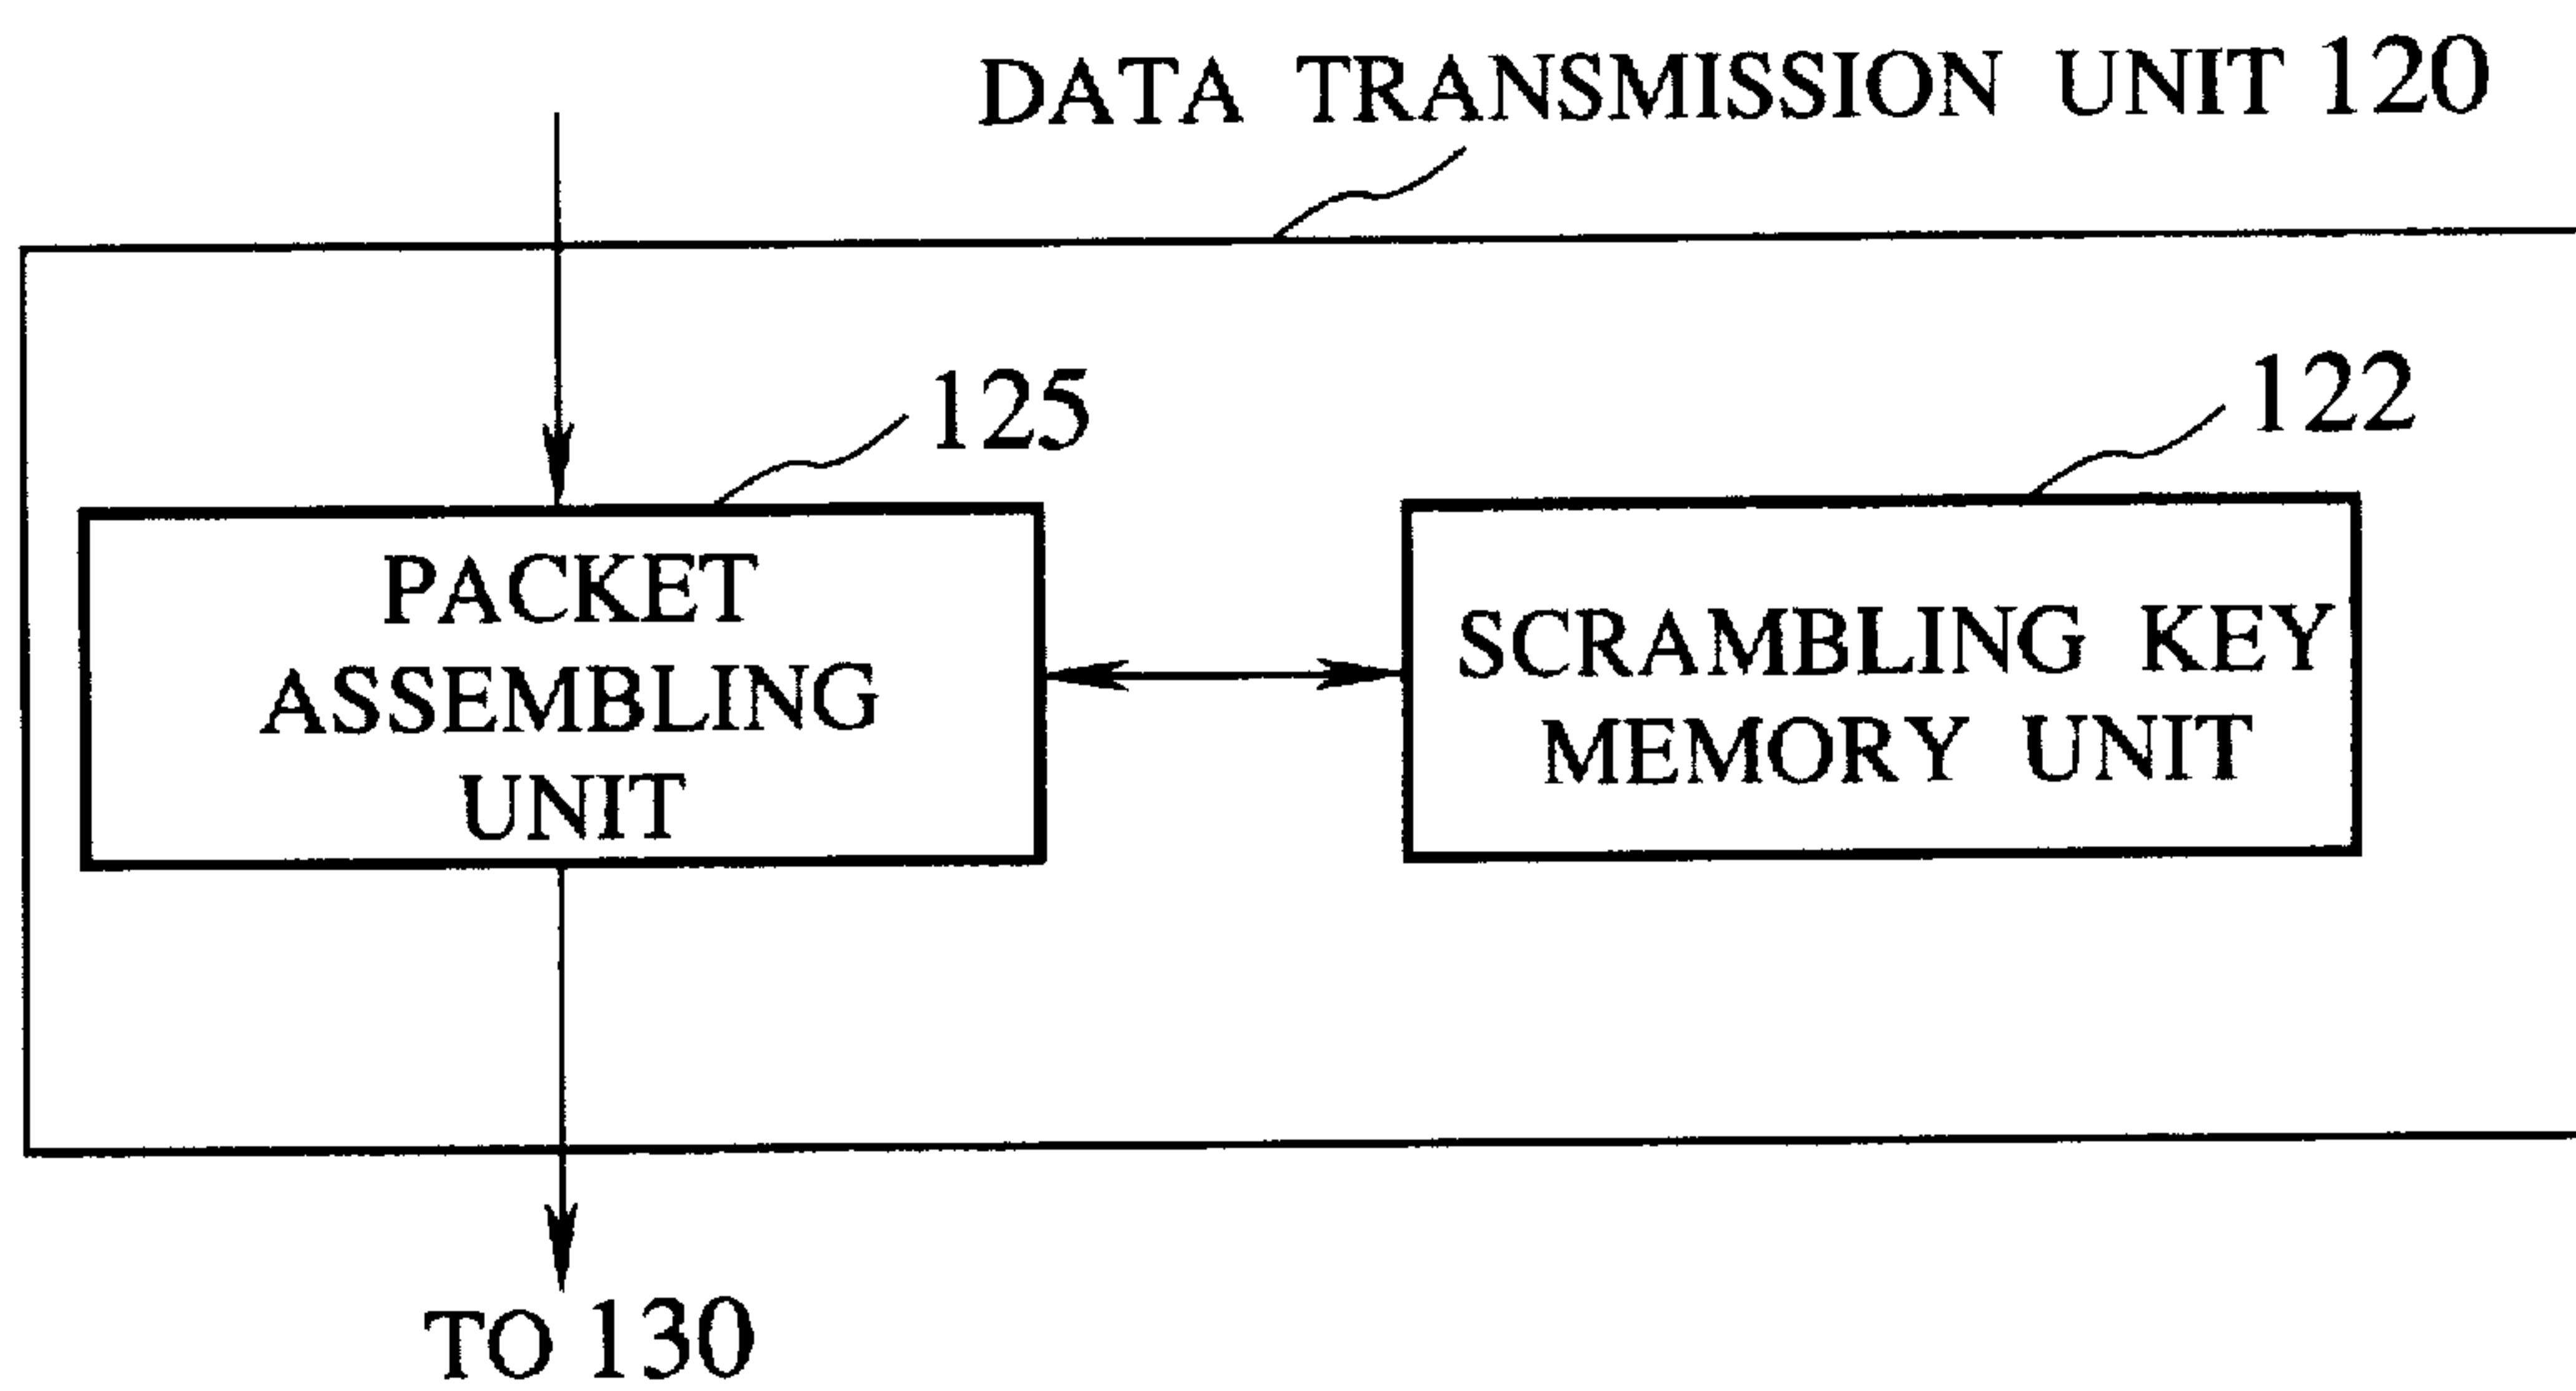 DATA TRANSMISSION UNIT 120
125
122
PACKET
ASSEMBLING
UNIT
SCRAMBLING KEY
MEMORY UNIT
TO 130